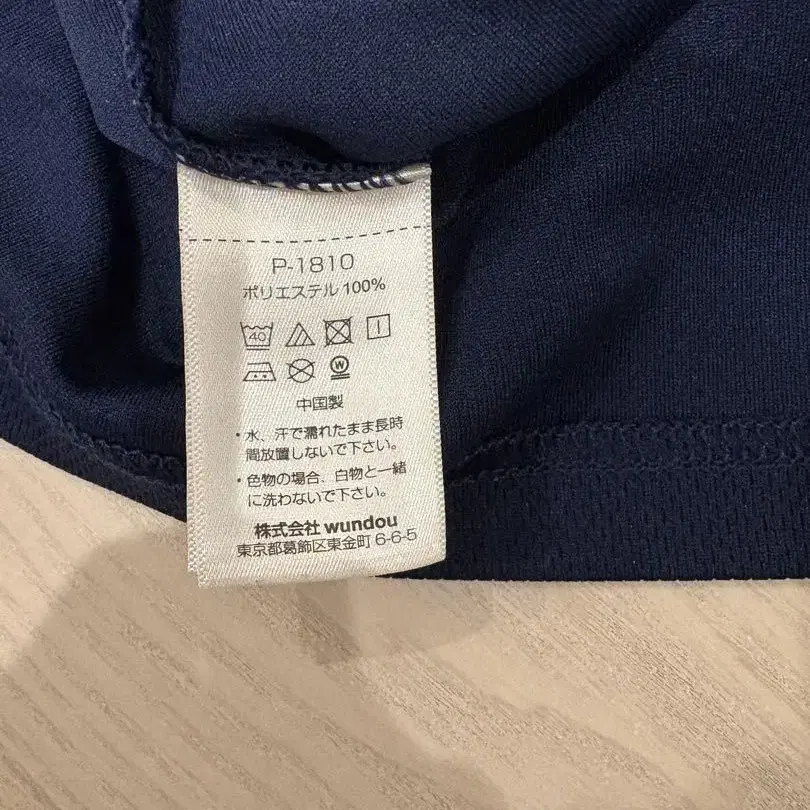 P-1810
ポリエステル 100%
40
W
中国製
・水、汗で濡れたまま長時
間放置しないで下さい。
・色物の場合、白物と一緒
に洗わないで下さい。
株式会社 wundou
東京都葛飾区東金町 6-6-5